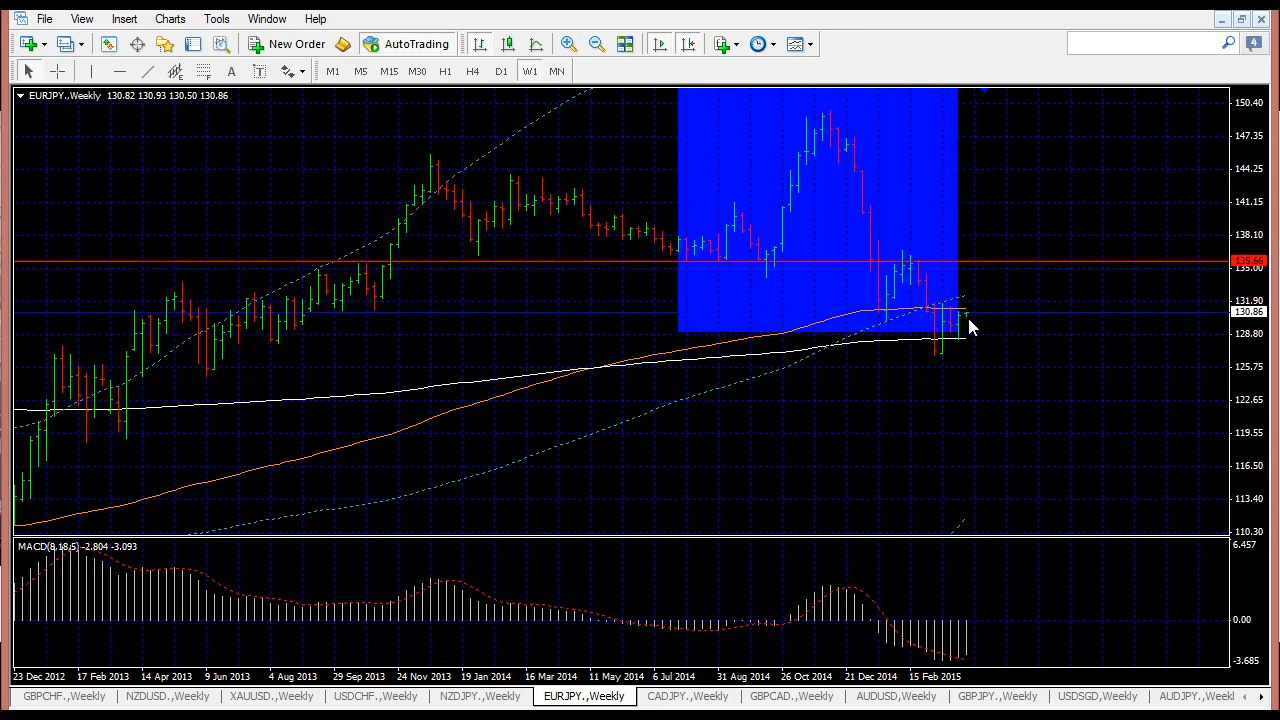 File View Insert Charts Tools Window Help
New Order AutoTrading 4
A T M1 M5 M15 M30 H1 H4 D1 W1 MN
EURJPY.,Weekly 130.82 130.93 130.50 130.86
150.40
147.35
144.25
141.15
138.10
135.66
135.00
131.90
130.86
128.80
125.75
122.65
119.55
116.50
113.40
110.30
MACD(8,18,5) -2.804 -3.093
6.457
0.00
-3.685
23 Dec 2012 17 Feb 2013 14 Apr 2013 9 Jun 2013 4 Aug 2013 29 Sep 2013 24 Nov 2013 19 Jan 2014 16 Mar 2014 11 May 2014 6 Jul 2014 31 Aug 2014 26 Oct 2014 21 Dec 2014 15 Feb 2015
GBPCHF.,Weekly NZDUSD.,Weekly XAUUSD.,Weekly USDCHF.,Weekly NZDJPY.,Weekly EURJPY.,Weekly CADJPY.,Weekly GBPCAD.,Weekly AUDUSD.,Weekly GBPJPY.,Weekly USDSGD,Weekly AUDJPY.,Weekl